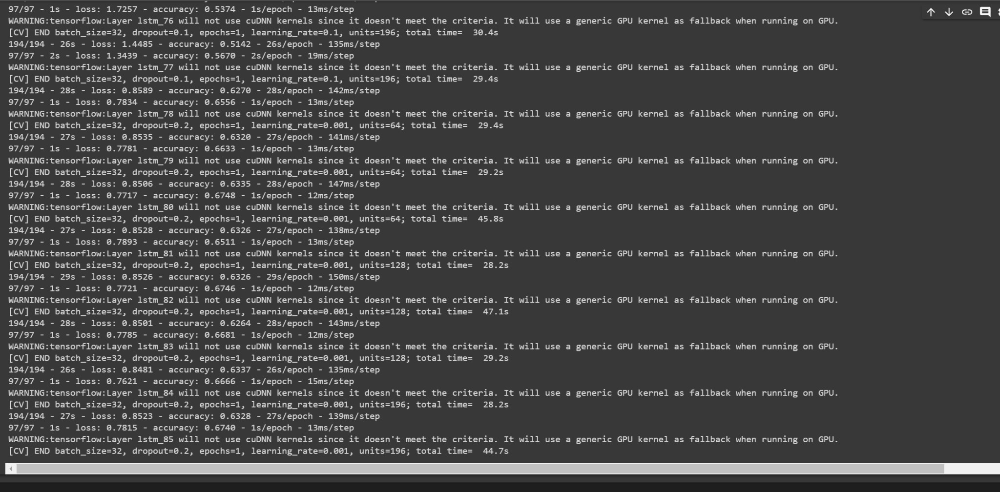 97/97 - 1s - loss: 1.7257 - accuracy: 0.5374 - 1s/epoch - 13ms/step
WARNING:tensorflow:Layer lstm_76 will not use cuDNN kernels since it doesn't meet the criteria. It will use a generic GPU kernel as fallback when running on GPU.
[CV] END batch_size=32, dropout=0.1, epochs=1, learning_rate=0.1, units=196; total time=  30.4s
194/194 - 26s - loss: 1.4485 - accuracy: 0.5142 - 26s/epoch - 135ms/step
97/97 - 2s - loss: 1.3439 - accuracy: 0.5670 - 2s/epoch - 19ms/step
WARNING:tensorflow:Layer lstm_77 will not use cuDNN kernels since it doesn't meet the criteria. It will use a generic GPU kernel as fallback when running on GPU.
[CV] END batch_size=32, dropout=0.1, epochs=1, learning_rate=0.1, units=196; total time=  29.4s
194/194 - 28s - loss: 0.8589 - accuracy: 0.6270 - 28s/epoch - 142ms/step
97/97 - 1s - loss: 0.7834 - accuracy: 0.6556 - 1s/epoch - 13ms/step
WARNING:tensorflow:Layer lstm_78 will not use cuDNN kernels since it doesn't meet the criteria. It will use a generic GPU kernel as fallback when running on GPU.
[CV] END batch_size=32, dropout=0.2, epochs=1, learning_rate=0.001, units=64; total time=  29.4s
194/194 - 27s - loss: 0.8535 - accuracy: 0.6320 - 27s/epoch - 141ms/step
97/97 - 1s - loss: 0.7781 - accuracy: 0.6633 - 1s/epoch - 13ms/step
WARNING:tensorflow:Layer lstm_79 will not use cuDNN kernels since it doesn't meet the criteria. It will use a generic GPU kernel as fallback when running on GPU.
[CV] END batch_size=32, dropout=0.2, epochs=1, learning_rate=0.001, units=64; total time=  29.2s
194/194 - 28s - loss: 0.8506 - accuracy: 0.6335 - 28s/epoch - 147ms/step
97/97 - 1s - loss: 0.7717 - accuracy: 0.6748 - 1s/epoch - 12ms/step
WARNING:tensorflow:Layer lstm_80 will not use cuDNN kernels since it doesn't meet the criteria. It will use a generic GPU kernel as fallback when running on GPU.
[CV] END batch_size=32, dropout=0.2, epochs=1, learning_rate=0.001, units=64; total time=  45.8s
194/194 - 27s - loss: 0.8528 - accuracy: 0.6326 - 27s/epoch - 138ms/step
97/97 - 1s - loss: 0.7893 - accuracy: 0.6511 - 1s/epoch - 13ms/step
WARNING:tensorflow:Layer lstm_81 will not use cuDNN kernels since it doesn't meet the criteria. It will use a generic GPU kernel as fallback when running on GPU.
[CV] END batch_size=32, dropout=0.2, epochs=1, learning_rate=0.001, units=128; total time=  28.2s
194/194 - 29s - loss: 0.8526 - accuracy: 0.6326 - 29s/epoch - 150ms/step
97/97 - 1s - loss: 0.7721 - accuracy: 0.6746 - 1s/epoch - 12ms/step
WARNING:tensorflow:Layer lstm_82 will not use cuDNN kernels since it doesn't meet the criteria. It will use a generic GPU kernel as fallback when running on GPU.
[CV] END batch_size=32, dropout=0.2, epochs=1, learning_rate=0.001, units=128; total time=  47.1s
194/194 - 28s - loss: 0.8501 - accuracy: 0.6264 - 28s/epoch - 143ms/step
97/97 - 1s - loss: 0.7785 - accuracy: 0.6681 - 1s/epoch - 12ms/step
WARNING:tensorflow:Layer lstm_83 will not use cuDNN kernels since it doesn't meet the criteria. It will use a generic GPU kernel as fallback when running on GPU.
[CV] END batch_size=32, dropout=0.2, epochs=1, learning_rate=0.001, units=128; total time=  29.2s
194/194 - 26s - loss: 0.8481 - accuracy: 0.6337 - 26s/epoch - 135ms/step
97/97 - 1s - loss: 0.7621 - accuracy: 0.6666 - 1s/epoch - 15ms/step
WARNING:tensorflow:Layer lstm_84 will not use cuDNN kernels since it doesn't meet the criteria. It will use a generic GPU kernel as fallback when running on GPU.
[CV] END batch_size=32, dropout=0.2, epochs=1, learning_rate=0.001, units=196; total time=  28.2s
194/194 - 27s - loss: 0.8523 - accuracy: 0.6328 - 27s/epoch - 139ms/step
97/97 - 1s - loss: 0.7815 - accuracy: 0.6740 - 1s/epoch - 13ms/step
WARNING:tensorflow:Layer lstm_85 will not use cuDNN kernels since it doesn't meet the criteria. It will use a generic GPU kernel as fallback when running on GPU.
[CV] END batch_size=32, dropout=0.2, epochs=1, learning_rate=0.001, units=196; total time=  44.7s